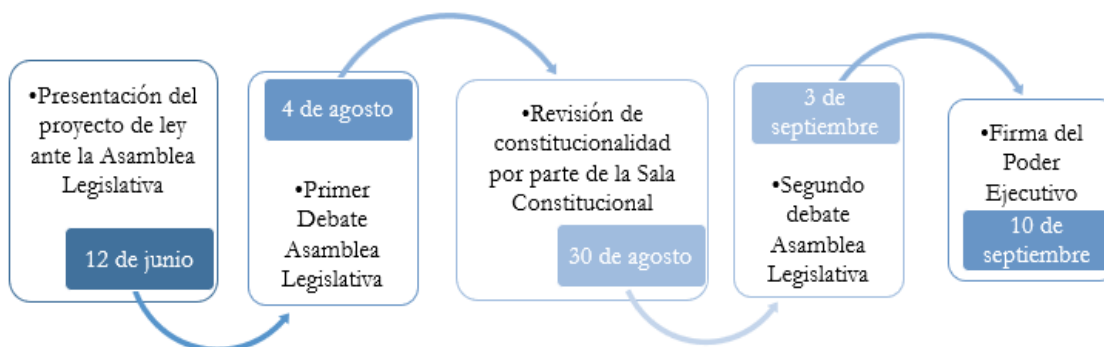 •Presentación del
proyecto de ley
ante la Asamblea
Legislativa
12 de junio
4 de agosto
•Primer
Debate
Asamblea
Legislativa
•Revisión de
constitucionalidad
por parte de la Sala
Constitucional
30 de agosto
3 de
septiembre
•Segundo
debate
Asamblea
Legislativa
•Firma del
Poder
Ejecutivo
10 de
septiembre